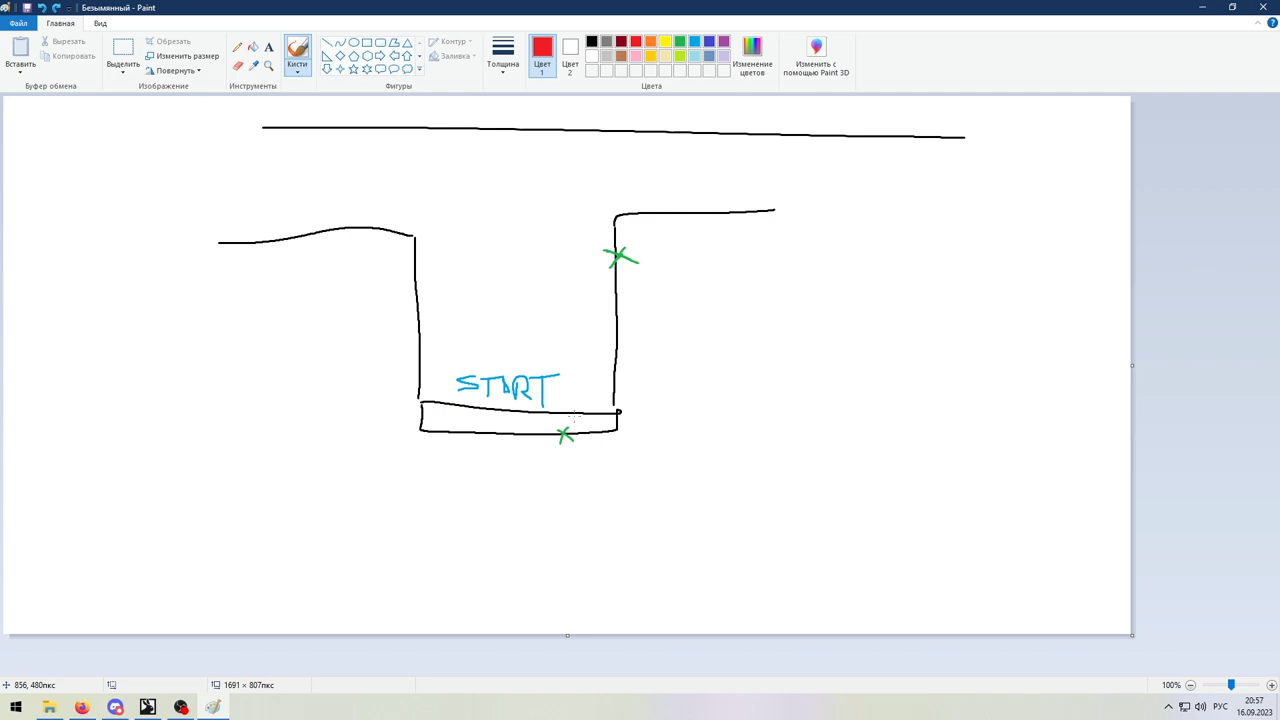 Безымянный - Paint
Файл
Главная
Вид
Вставить
Вырезать
Копировать
Буфер обмена
Выделить
Обрезать
Изменить размер
Повернуть
Изображение
A
Инструменты
Кисти
Контур
Заливка
Фигуры
Толщина
Цвет
1
Цвет
2
Изменение
цветов
Цвета
Изменить с
помощью Paint 3D
START
856, 480пкс
1691 × 807пкс
100%
РУС
20:57
16.09.2023